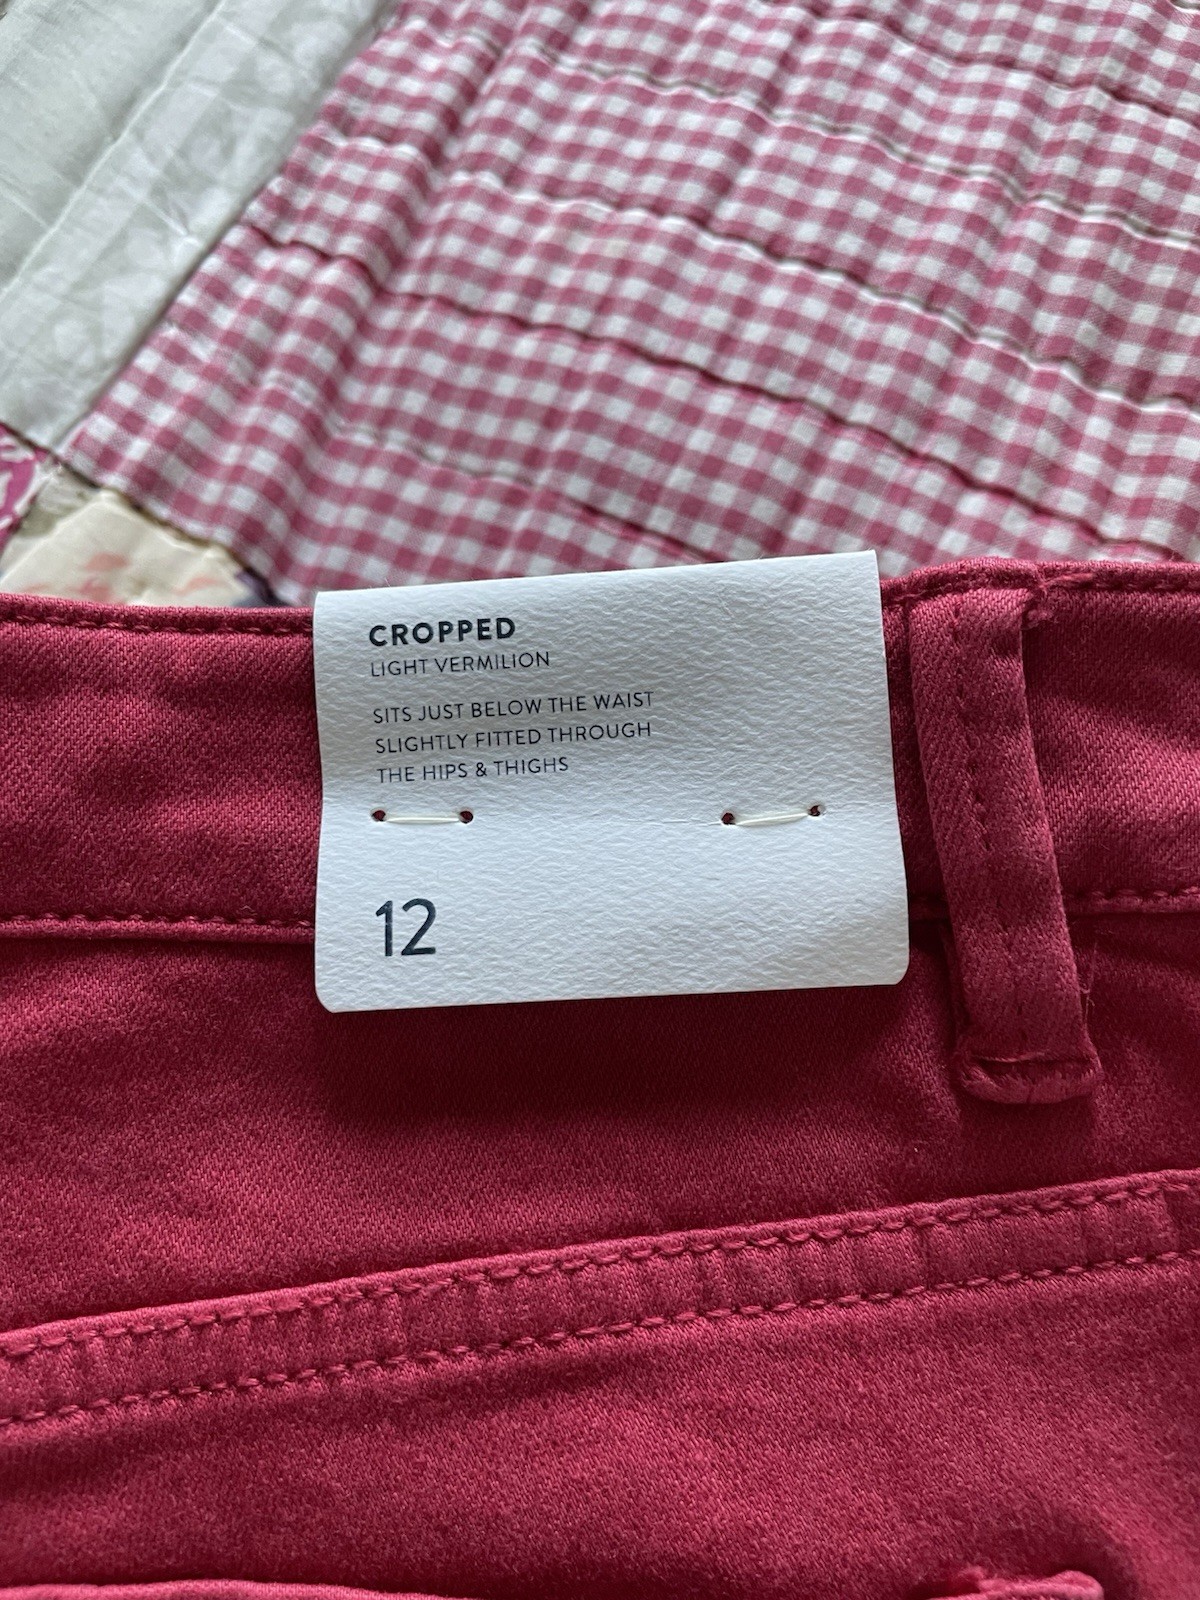 CROPPED
LIGHT VERMILION
SITS JUST BELOW THE WAIST
SLIGHTLY FITTED THROUGH
THE HIPS & THIGHS
12